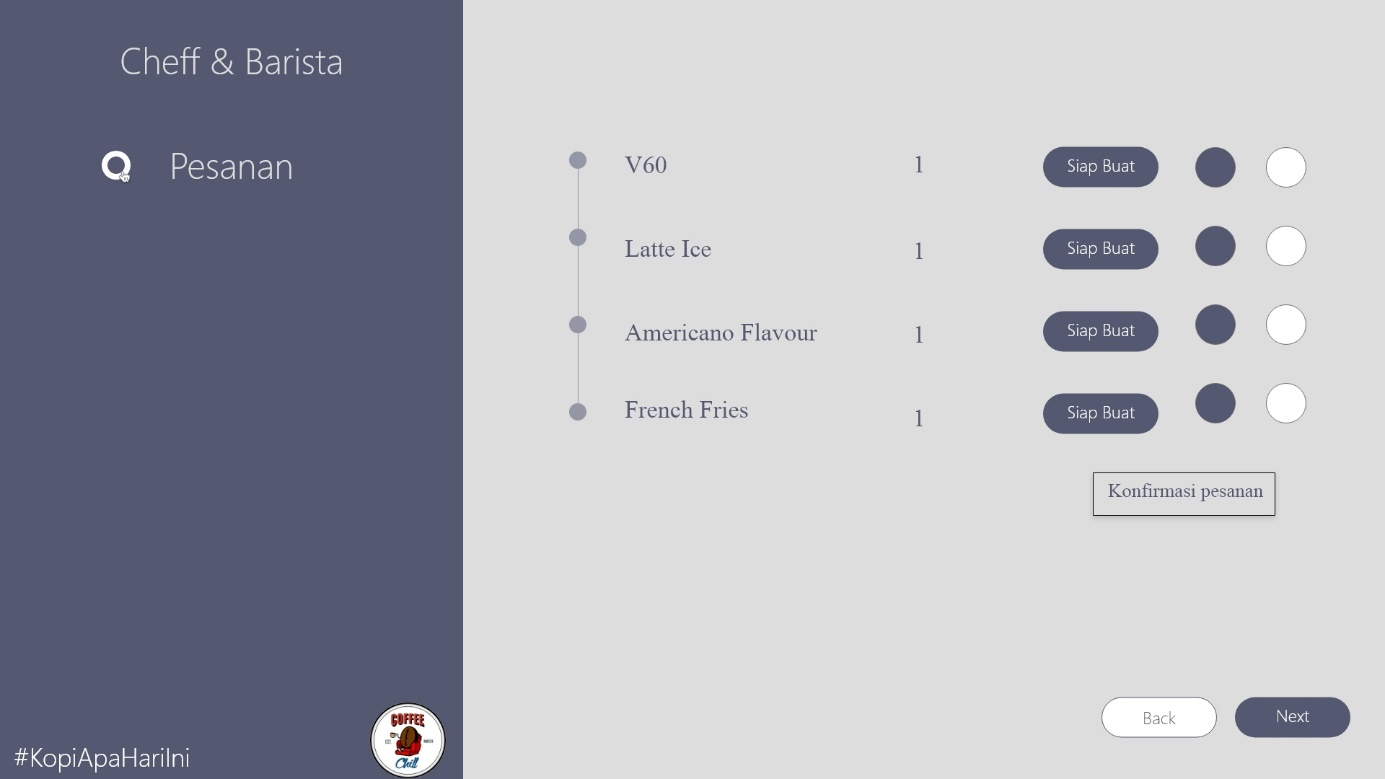 Cheff & Barista
Pesanan
V60 1 Siap Buat
Latte Ice 1 Siap Buat
Americano Flavour 1 Siap Buat
French Fries 1 Siap Buat
Konfirmasi pesanan
Back Next
#KopiApaHariIni
COFFEE
Chill